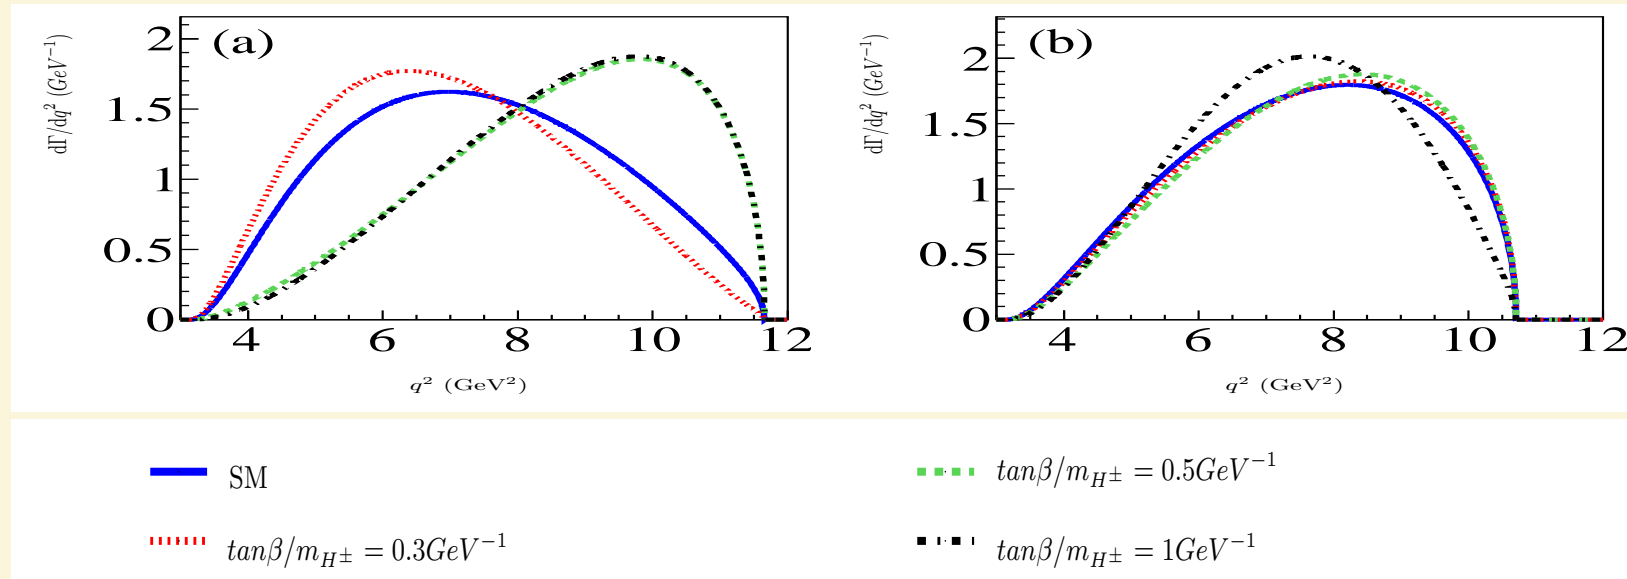 (a)
dΓ/dq² (GeV⁻¹)
2
1.5
1
0.5
0
4 6 8 10 12
q² (GeV²)
(b)
dΓ/dq² (GeV⁻¹)
2
1.5
1
0.5
0
4 6 8 10 12
q² (GeV²)
SM
tanβ/m_{H±} = 0.5GeV⁻¹
tanβ/m_{H±} = 0.3GeV⁻¹
tanβ/m_{H±} = 1GeV⁻¹